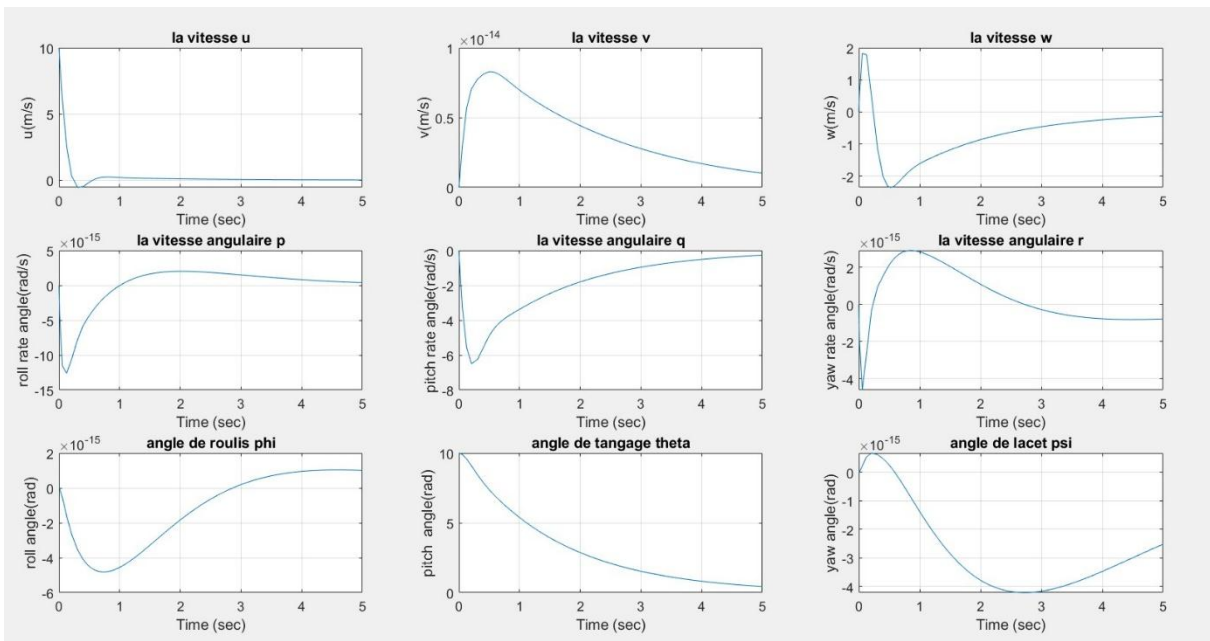 la vitesse u
10
5
0
u(m/s)
0 1 2 3 4 5
Time (sec)
la vitesse v
×10-14
1
0.5
0
v(m/s)
0 1 2 3 4 5
Time (sec)
la vitesse w
2
1
0
-1
-2
w(m/s)
0 1 2 3 4 5
Time (sec)
la vitesse angulaire p
×10-15
5
0
-5
-10
-15
roll rate angle(rad/s)
0 1 2 3 4 5
Time (sec)
la vitesse angulaire q
0
-2
-4
-6
-8
pitch rate angle(rad/s)
0 1 2 3 4 5
Time (sec)
la vitesse angulaire r
×10-15
2
0
-2
-4
yaw rate angle(rad/s)
0 1 2 3 4 5
Time (sec)
angle de roulis phi
×10-15
2
0
-2
-4
-6
roll angle(rad)
0 1 2 3 4 5
Time (sec)
angle de tangage theta
10
5
0
pitch angle(rad)
0 1 2 3 4 5
Time (sec)
angle de lacet psi
×10-15
0
-1
-2
-3
-4
yaw angle(rad)
0 1 2 3 4 5
Time (sec)